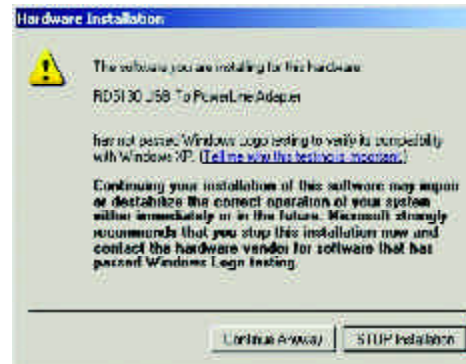 Hardware Installation
The software you are installing for this hardware:
USB To PowerLine Adapter
has not passed Windows Logo testing to verify its compatibility
with Windows XP. (Tell me why this testing is important.)
Continuing your installation of this software may impair
or destabilize the correct operation of your system
either immediately or in the future. Microsoft strongly
recommends that you stop this installation now and
contact the hardware vendor for software that has
passed Windows Logo testing.
Continue Anyway
STOP Installation